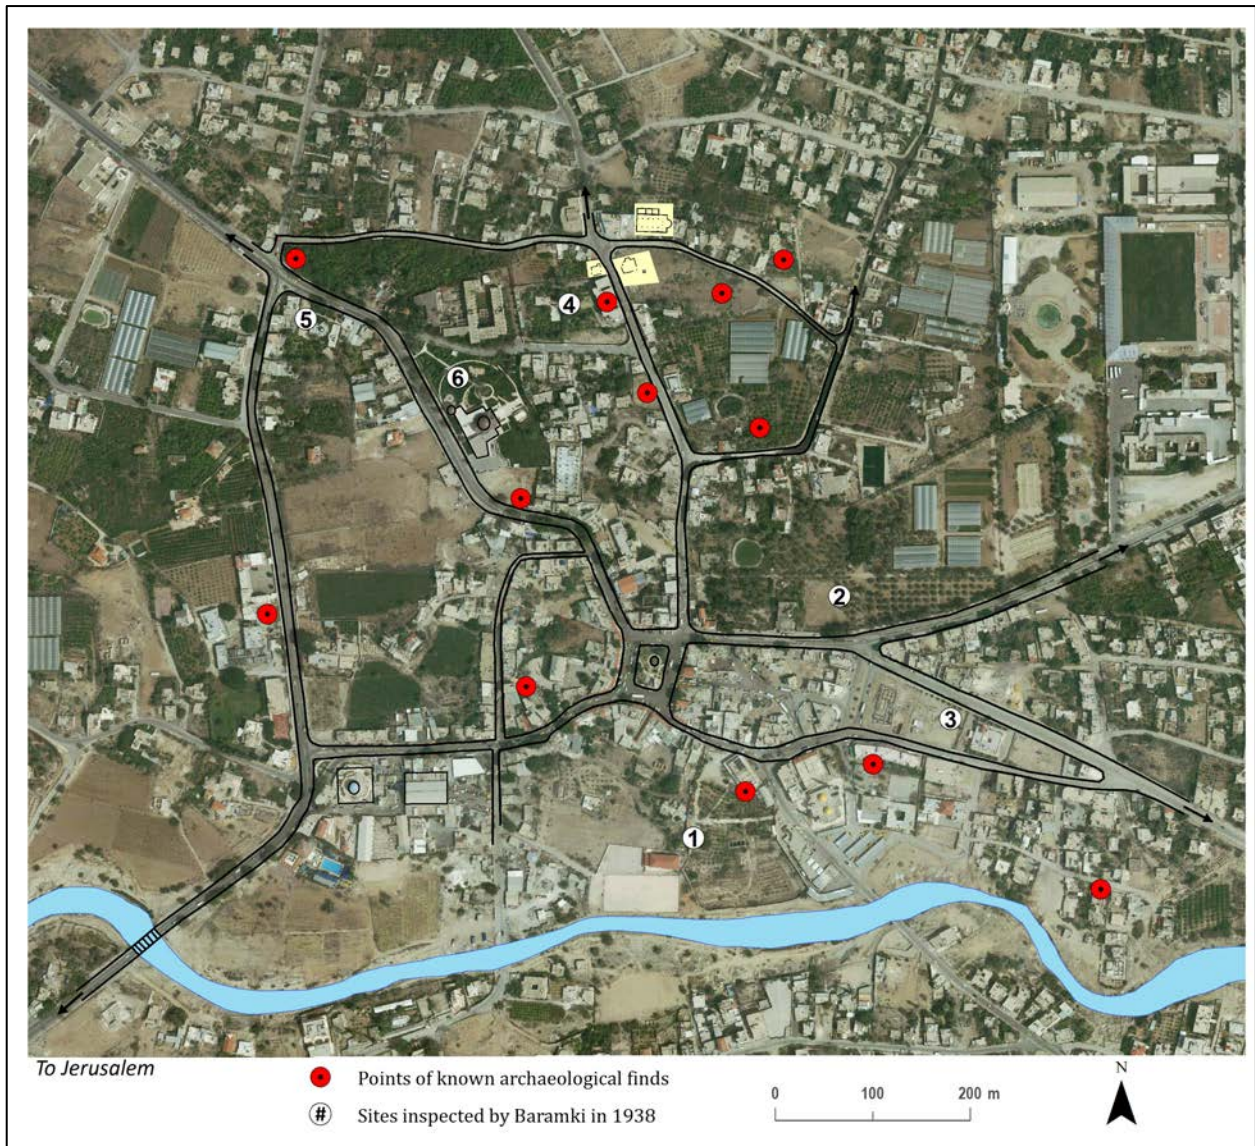 4
5
6
2
3
1
To Jerusalem
Points of known archaeological finds
# Sites inspected by Baramki in 1938
0 100 200 m
N